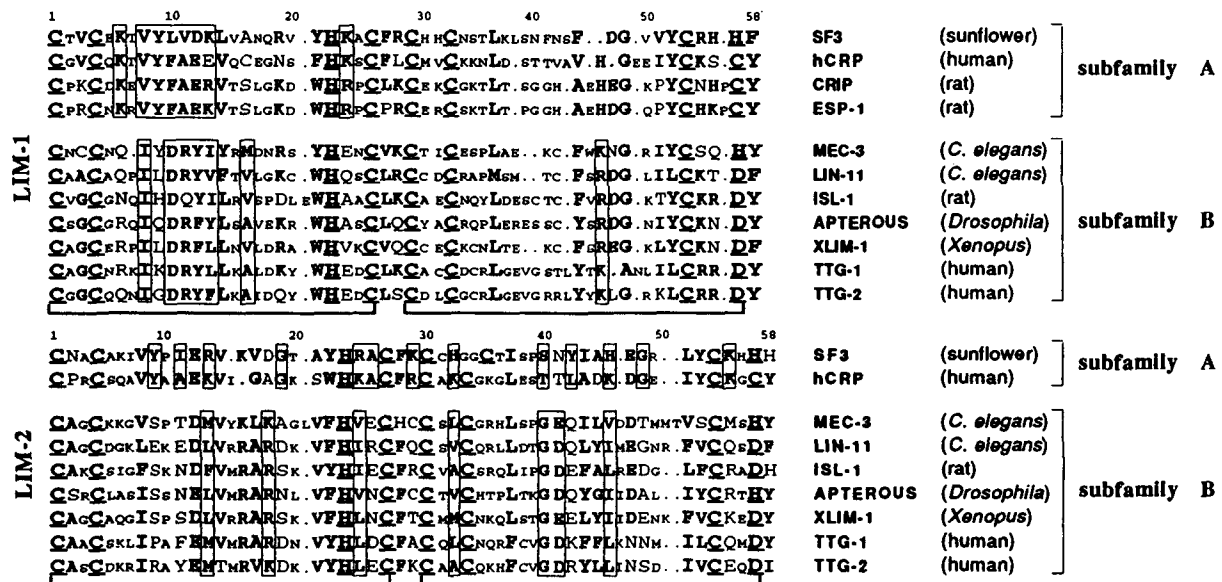 1 10 20 30 40 50 58
CTVCEKTVYLVDKLVANQRV.YHKACFRCHHCNSTLKLSNFNSF..DG.VVYCRH.HF SF3 (sunflower)
CGVCQKTVYFAEEVQCEGNS.FHKSCFLCMVCKKNLD.STTVAV.H.GEEIYCKS.CY hCRP (human)
subfamily A
CPKCDKEVYFAERVTSLGKD.WHRPCLKCEKCGKTLT.SGGH.AEHEG.KPYCNHPCY CRIP (rat)
CPRCNKRVYFAEKVTSLGKD.WHRPCPRCERCSKTLT.PGGH.AEHDG.QPYCHKPCY ESP-1 (rat)
LIM-1
CNCCNQ.IYDRYIYRMDNRS.YHENCVKCTICESPLAE..KC.FWKNG.RIYCSQ.HY MEC-3 (C. elegans)
CAACAQPILDRYVFTVLGKC.WHQSCLRCCDCRAPMSM..TC.FSRDG.LILCKT.DF LIN-11 (C. elegans)
CVGCGNQIHDQYILRVSPDLEWHAACLKCAECNQYLDESCTC.FVRDG.KTYCKR.DY ISL-1 (rat)
CSGCGRQIQDRFYLSAVEKR.WHASCLQCYACRQPLERESSC.YSRDG.NIYCKN.DY APTEROUS (Drosophila)
subfamily B
CAGCERPILDRFLLNVLDRA.WHVKCVQCCECKCNLTE..KC.FSREG.KLYCKN.DF XLIM-1 (Xenopus)
CAGCNRKIKDRYLLKALDKY.WHEDCLKCACCDCRLGEVGSTLYTK.ANLILCRR.DY TTG-1 (human)
CGGCQQNIGDRYFLKAIDQY.WHEDCLSCDLCGCRLGEVGRRLYYKLG.RKLCRR.DY TTG-2 (human)
1 10 20 30 40 50 58
CNACAKIVYPIERV.KVDGT.AYHRACFKCCHGGCTISPSNYIAHEGR..LYCKHHH SF3 (sunflower)
subfamily A
CPRCSQAVYAAEKVI.GAGK.SWHKACFRCAKCGKGLESTTLADKDGE..IYCKGCY hCRP (human)
LIM-2
CAGCKKGVSPTDMVYKLKAGLVFHVECHCCSLCGRHLSPGEQILVDDTMMTVSCMSHY MEC-3 (C. elegans)
CAGCDGKLEKEDLVRRARDK.VFHIRCFQCSVCQRLLDTGDQLYIMEGNR.FVCQSDF LIN-11 (C. elegans)
CAKCSIGFSKNDFVMRARSK.VYHIECFRCVACSRQLIPGDEFALREDG..LFCRADH ISL-1 (rat)
CSRCLASISSNELVMRARNL.VFHVNCFCCTVCHTPLTKGDQYGIIDAL..IYCRTHY APTEROUS (Drosophila)
subfamily B
CAGCAQGISPSDLVRRARSK.VFHLNCFTCMMCNKQLSTGEELYIIDENK.FVCKEDY XLIM-1 (Xenopus)
CAACSKLIPAFEMVMRARDN.VYHLDCFACQLCNQRFCVGDKFFLKNNM..ILCQMDY TTG-1 (human)
CASCDKRIRAYEMTMRVKDK.VYHLECFKCAACQKHFCVGDRYLLINSD.IVCEQDI TTG-2 (human)